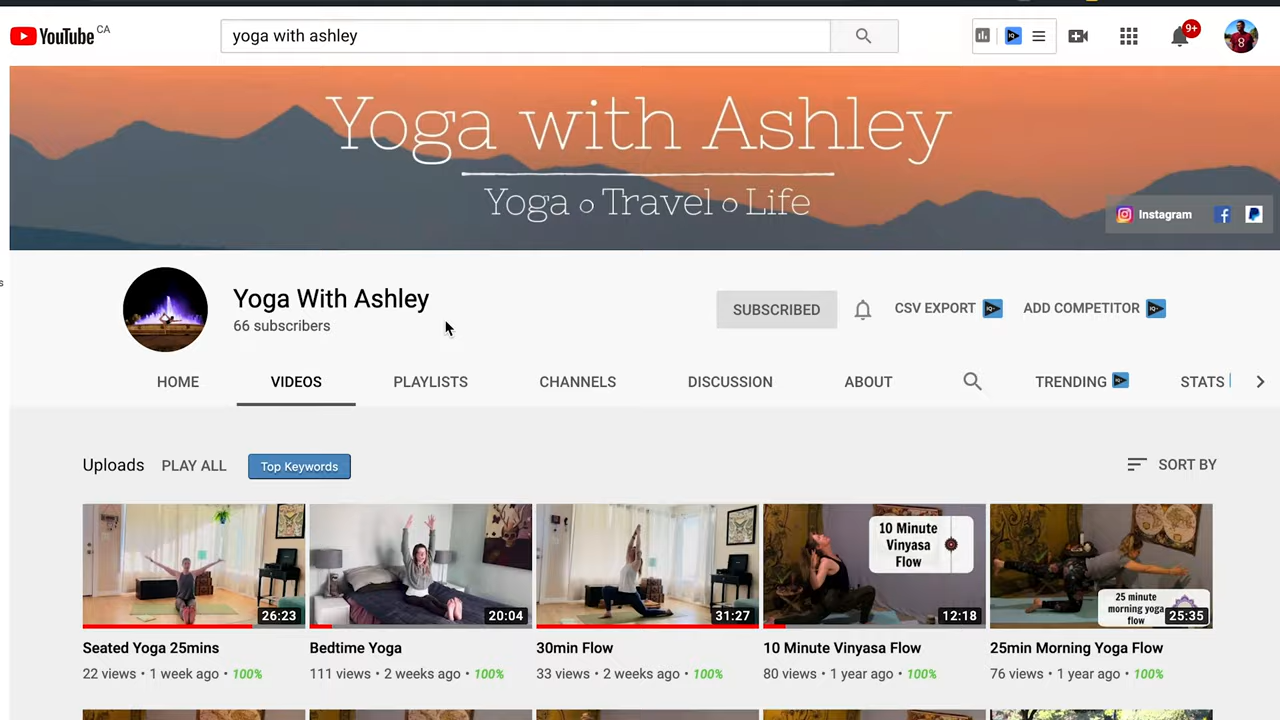 YouTube CA
yoga with ashley
9+
8
Yoga with Ashley
Yoga o Travel o Life
Instagram
Yoga With Ashley
66 subscribers
SUBSCRIBED
CSV EXPORT IQ
ADD COMPETITOR IQ
HOME
VIDEOS
PLAYLISTS
CHANNELS
DISCUSSION
ABOUT
TRENDING
STATS
Uploads
PLAY ALL
Top Keywords
SORT BY
26:23
20:04
31:27
10 Minute
Vinyasa
Flow
12:18
25 minute
morning yoga
flow
25:35
Seated Yoga 25mins
Bedtime Yoga
30min Flow
10 Minute Vinyasa Flow
25min Morning Yoga Flow
22 views • 1 week ago • 100%
111 views • 2 weeks ago • 100%
33 views • 2 weeks ago • 100%
80 views • 1 year ago • 100%
76 views • 1 year ago • 100%